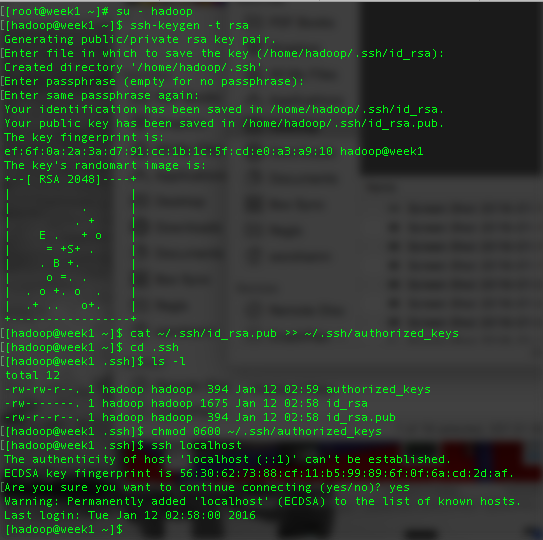 [[root@week1 ~]# su - hadoop
[[hadoop@week1 ~]$ ssh-keygen -t rsa
Generating public/private rsa key pair.
[Enter file in which to save the key (/home/hadoop/.ssh/id_rsa):
Created directory '/home/hadoop/.ssh'.
[Enter passphrase (empty for no passphrase):
[Enter same passphrase again:
Your identification has been saved in /home/hadoop/.ssh/id_rsa.
Your public key has been saved in /home/hadoop/.ssh/id_rsa.pub.
The key fingerprint is:
ef:6f:0a:2a:3a:d7:91:cc:1b:1c:5f:cd:e0:a3:a9:10 hadoop@week1
The key's randomart image is:
+--[ RSA 2048]----+
|                 |
|          .      |
|         . +     |
|    E .   + o    |
|     = +S+ .     |
|    . B +.       |
|     o =. .      |
|  . o +. o  .    |
|  .+ ..   o+.    |
+-----------------+
[[hadoop@week1 ~]$ cat ~/.ssh/id_rsa.pub >> ~/.ssh/authorized_keys
[[hadoop@week1 ~]$ cd .ssh
[[hadoop@week1 .ssh]$ ls -l
total 12
-rw-rw-r--. 1 hadoop hadoop  394 Jan 12 02:59 authorized_keys
-rw-------. 1 hadoop hadoop 1675 Jan 12 02:58 id_rsa
-rw-r--r--. 1 hadoop hadoop  394 Jan 12 02:58 id_rsa.pub
[[hadoop@week1 .ssh]$ chmod 0600 ~/.ssh/authorized_keys
[[hadoop@week1 .ssh]$ ssh localhost
The authenticity of host 'localhost (::1)' can't be established.
ECDSA key fingerprint is 56:30:62:73:88:cf:11:b5:99:89:6f:0f:6a:cd:2d:af.
[Are you sure you want to continue connecting (yes/no)? yes
Warning: Permanently added 'localhost' (ECDSA) to the list of known hosts.
Last login: Tue Jan 12 02:58:00 2016
[hadoop@week1 ~]$